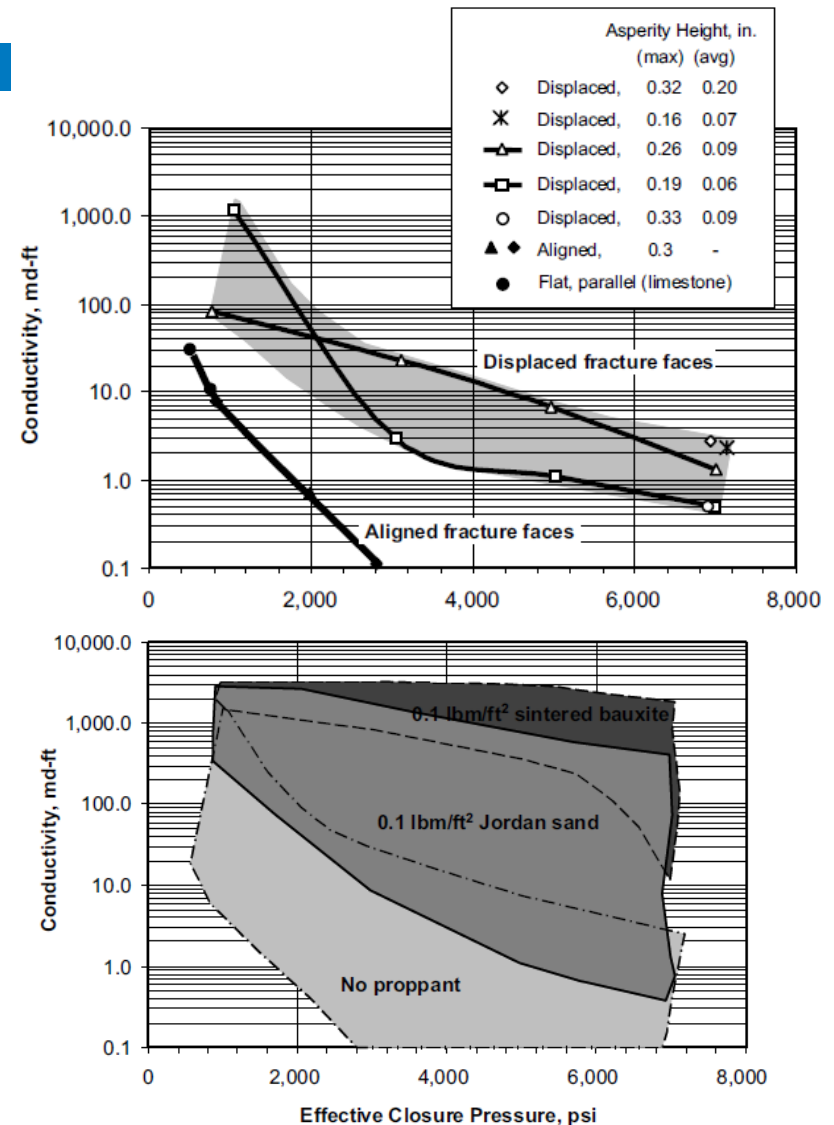 Asperity Height, in.
(max) (avg)
Displaced, 0.32 0.20
Displaced, 0.16 0.07
Displaced, 0.26 0.09
Displaced, 0.19 0.06
Displaced, 0.33 0.09
Aligned, 0.3 -
Flat, parallel (limestone)
10,000.0
1,000.0
100.0
10.0
1.0
0.1
Conductivity, md-ft
Displaced fracture faces
Aligned fracture faces
0 2,000 4,000 6,000 8,000
10,000.0
1,000.0
100.0
10.0
1.0
0.1
Conductivity, md-ft
0.1 lbm/ft² sintered bauxite
0.1 lbm/ft² Jordan sand
No proppant
0 2,000 4,000 6,000 8,000
Effective Closure Pressure, psi